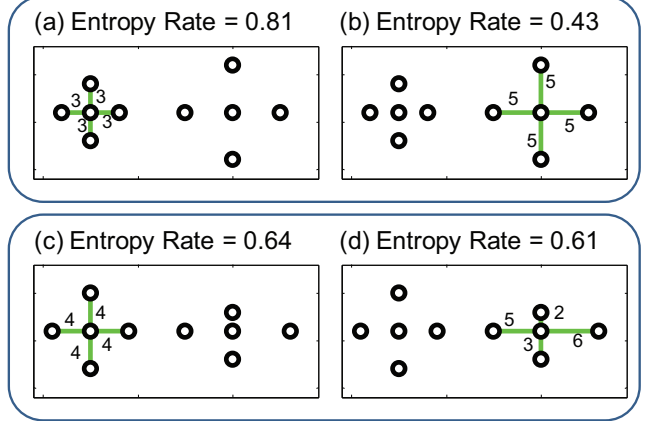 (a) Entropy Rate = 0.81
3 3
3 3
(b) Entropy Rate = 0.43
5
5 5
5
(c) Entropy Rate = 0.64
4 4
4 4
(d) Entropy Rate = 0.61
5 2
3 6